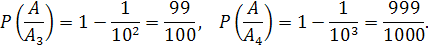 P(A/A₃) = 1 − 1/10² = 99/100, P(A/A₄) = 1 − 1/10³ = 999/1000.